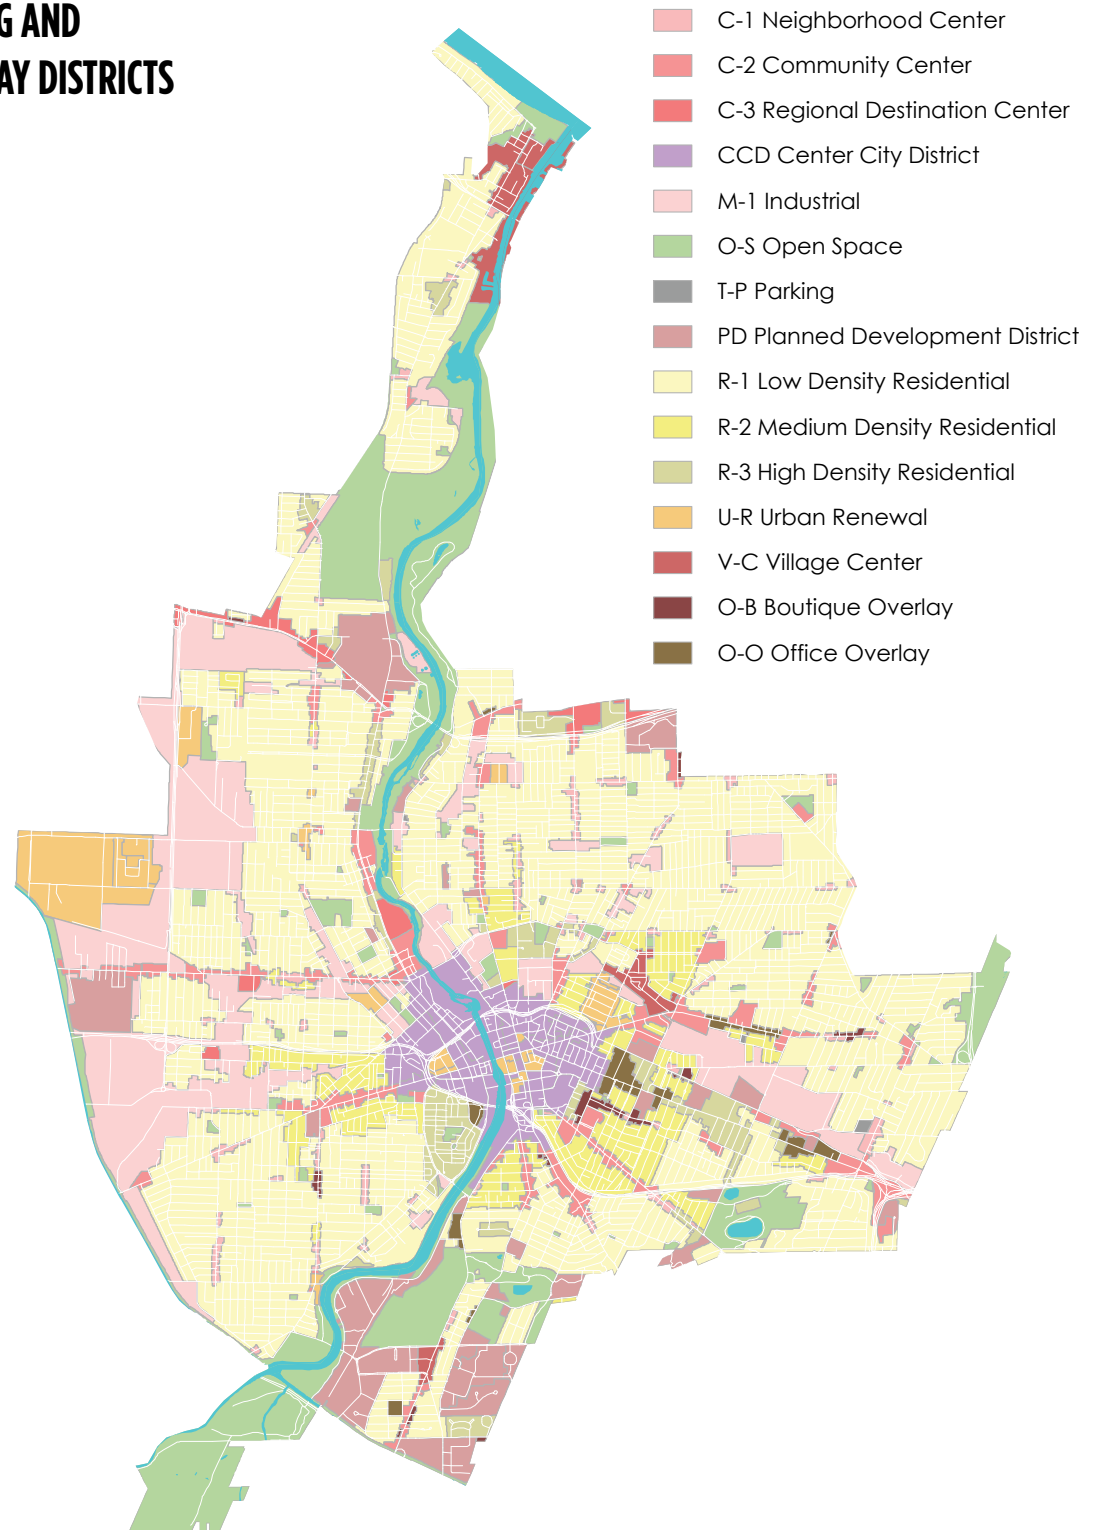 G AND
AY DISTRICTS
C-1 Neighborhood Center
C-2 Community Center
C-3 Regional Destination Center
CCD Center City District
M-1 Industrial
O-S Open Space
T-P Parking
PD Planned Development District
R-1 Low Density Residential
R-2 Medium Density Residential
R-3 High Density Residential
U-R Urban Renewal
V-C Village Center
O-B Boutique Overlay
O-O Office Overlay